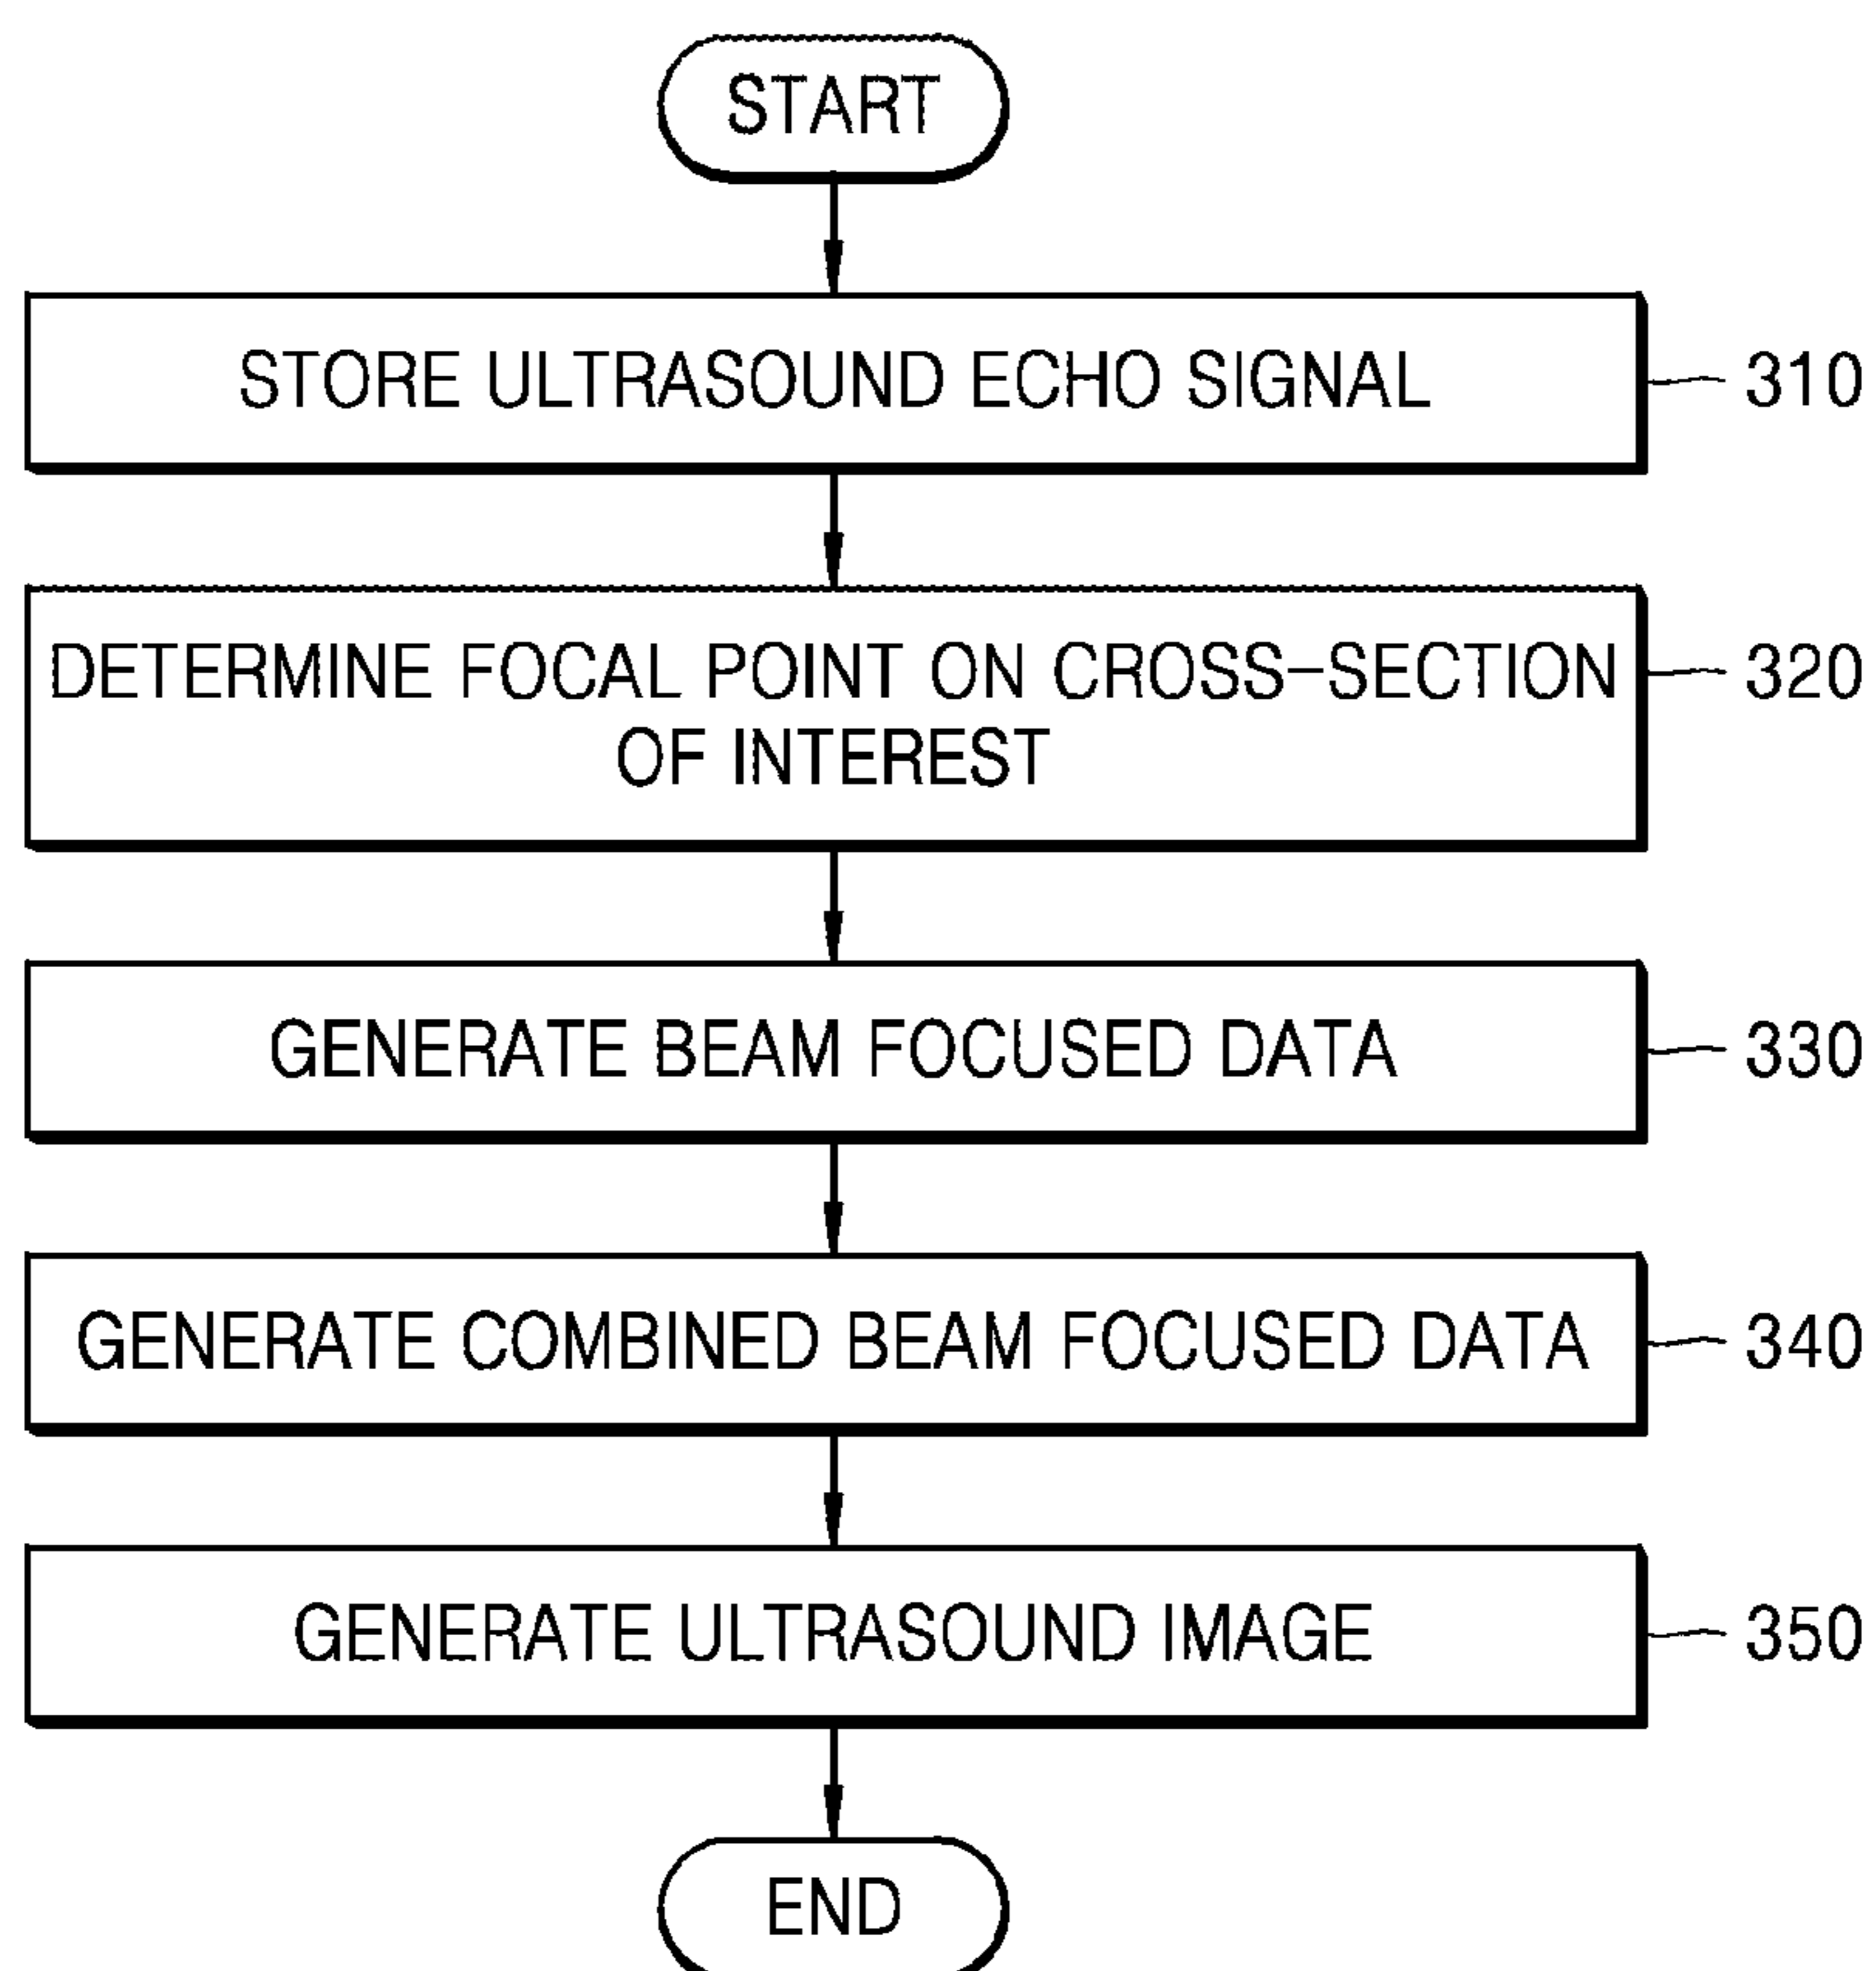 START
STORE ULTRASOUND ECHO SIGNAL
310
DETERMINE FOCAL POINT ON CROSS-SECTION
OF INTEREST
320
GENERATE BEAM FOCUSED DATA
330
GENERATE COMBINED BEAM FOCUSED DATA
340
GENERATE ULTRASOUND IMAGE
350
END